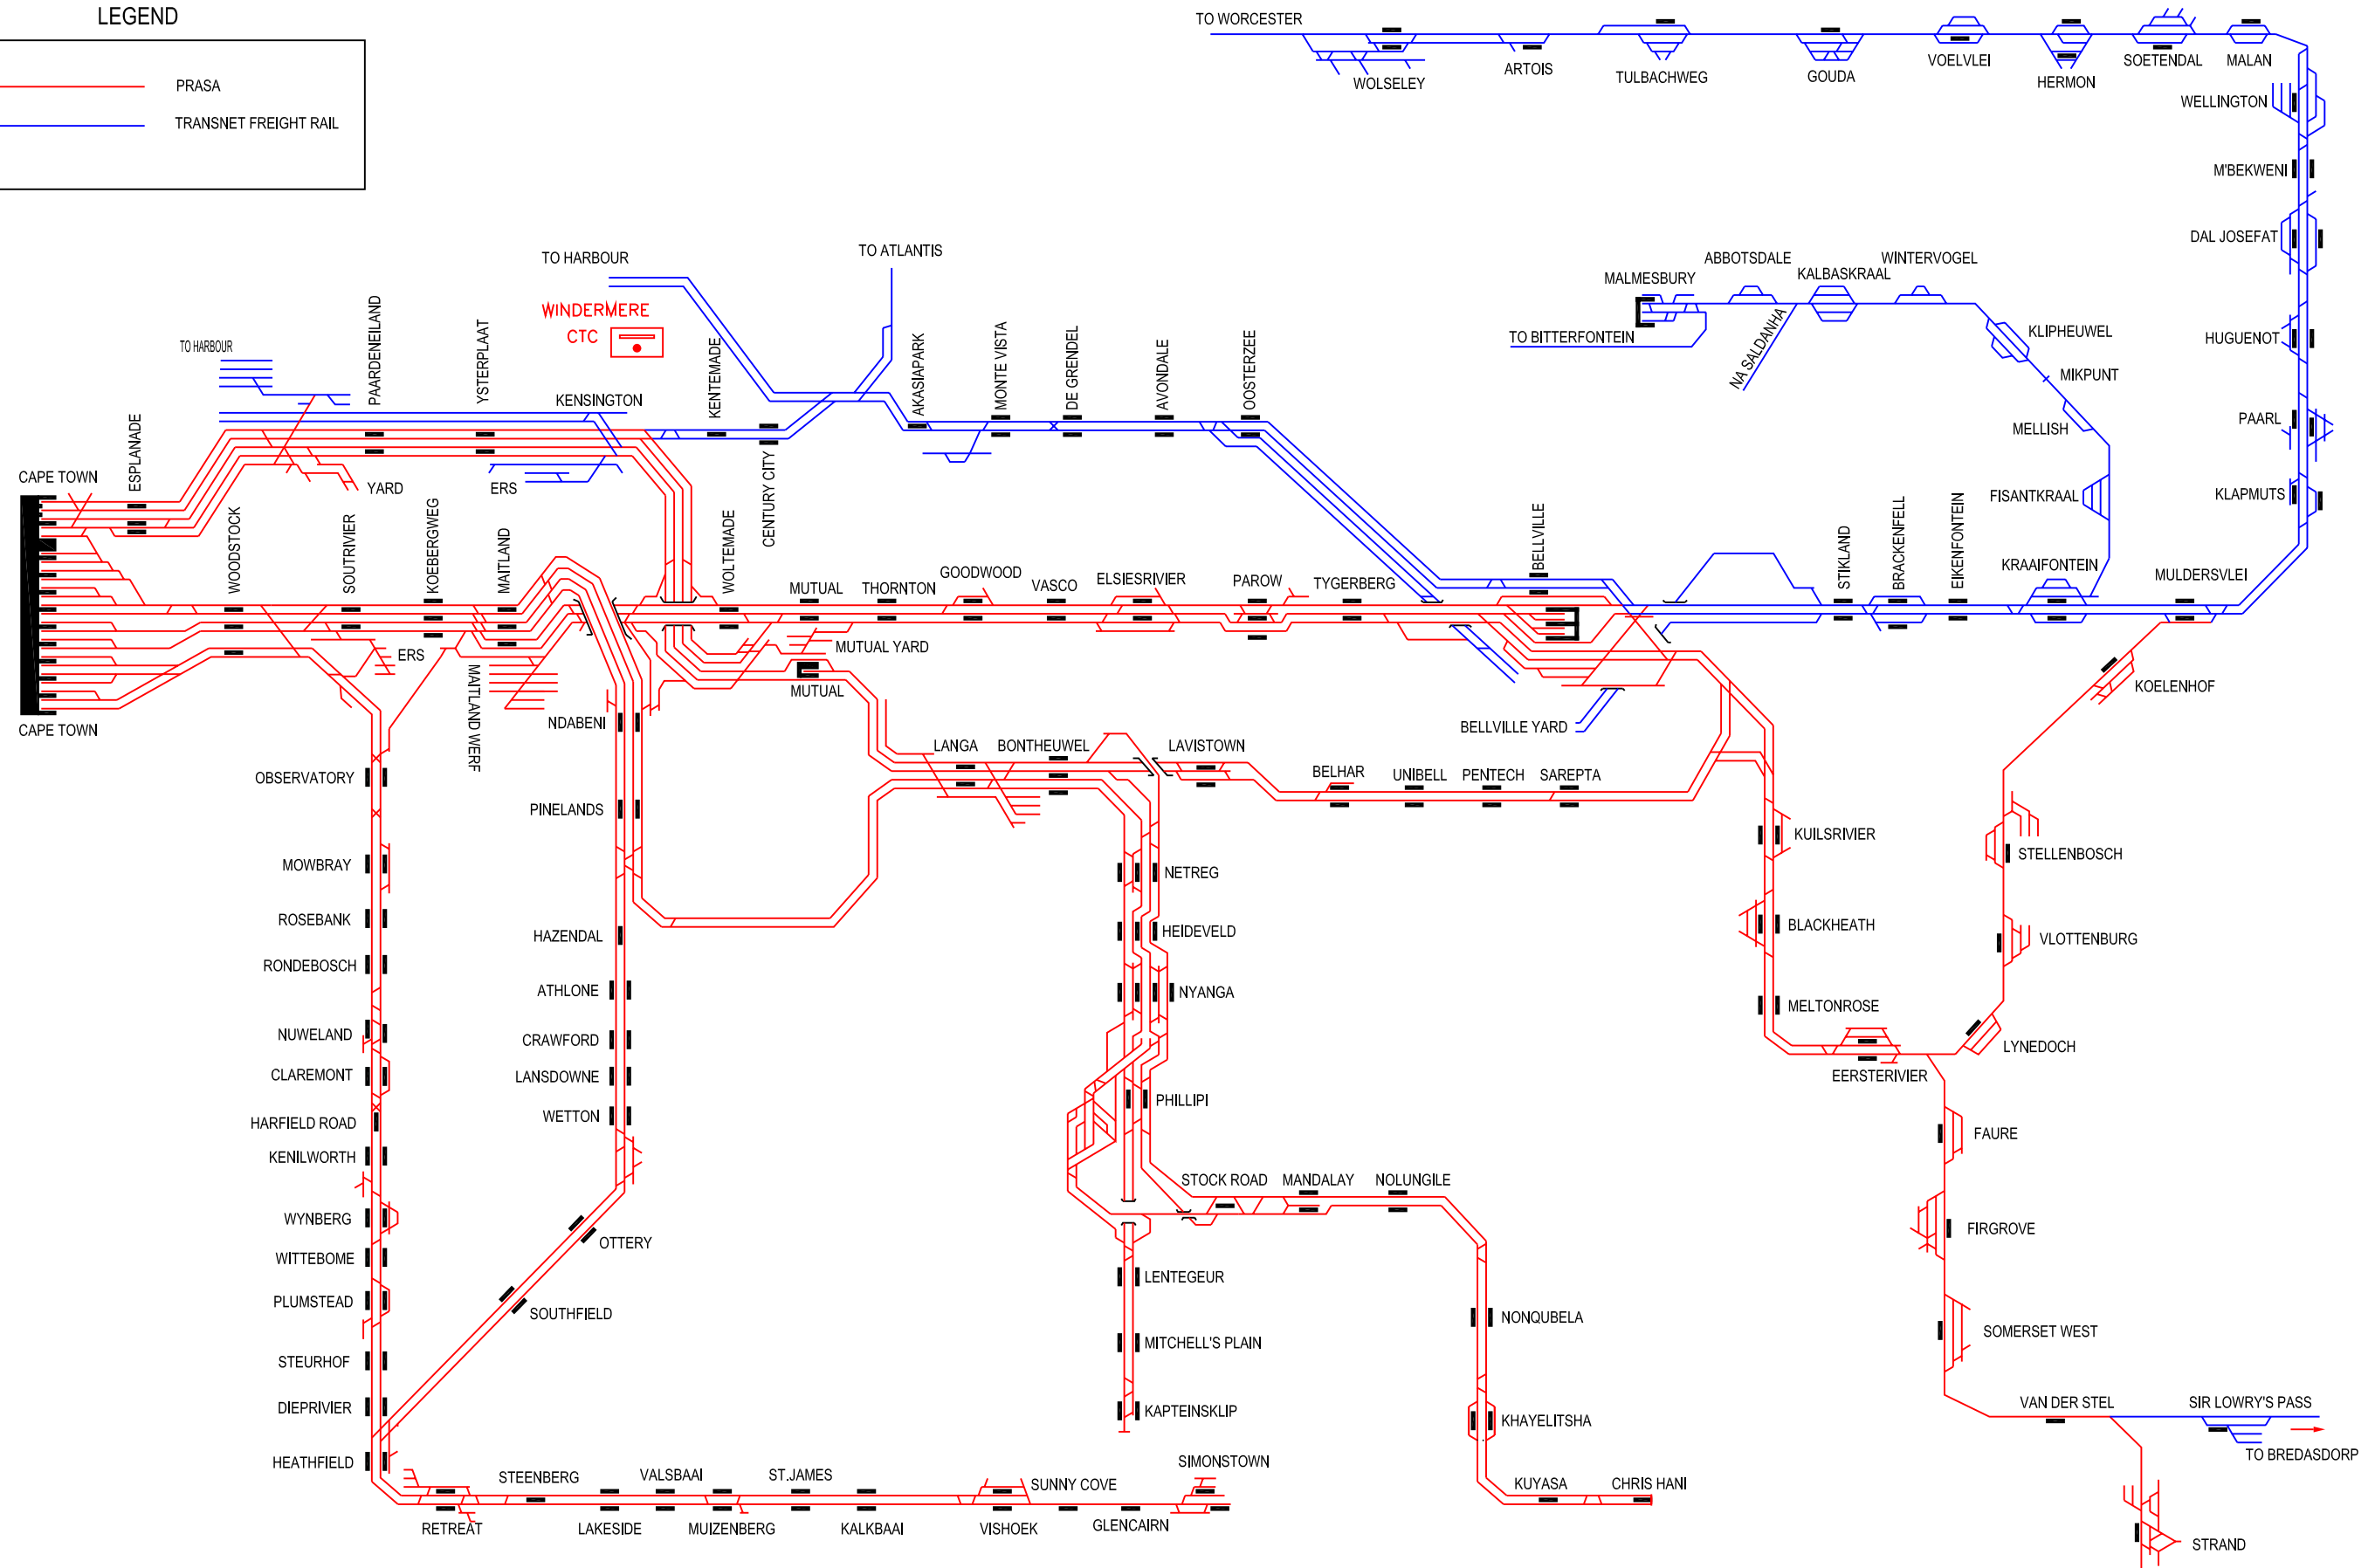 LEGEND
PRASA
TRANSNET FREIGHT RAIL
TO WORCESTER
WOLSELEY
ARTOIS
TULBACHWEG
GOUDA
VOELVLEI
HERMON
SOETENDAL
MALAN
WELLINGTON
M'BEKWENI
DAL JOSEFAT
HUGUENOT
PAARL
KLAPMUTS
MULDERSVLEI
TO HARBOUR
WINDERMERE
CTC
TO ATLANTIS
TO HARBOUR
PAARDENEILAND
YSTERPLAAT
KENSINGTON
KENTEMADE
CENTURY CITY
AKASIAPARK
MONTE VISTA
DE GRENDEL
AVONDALE
OOSTERZEE
MALMESBURY
ABBOTSDALE
KALBASKRAAL
WINTERVOGEL
TO BITTERFONTEIN
NA SALDANHA
KLIPHEUWEL
MIKPUNT
MELLISH
FISANTKRAAL
KRAAIFONTEIN
EIKENFONTEIN
BRACKENFELL
STIKLAND
BELLVILLE
CAPE TOWN
ESPLANADE
YARD
ERS
WOODSTOCK
SOUTRIVIER
KOEBERGWEG
MAITLAND
WOLTEMADE
MUTUAL
THORNTON
GOODWOOD
VASCO
ELSIESRIVIER
PAROW
TYGERBERG
ERS
MAITLAND WERF
MUTUAL YARD
MUTUAL
CAPE TOWN
BELLVILLE YARD
KOELENHOF
NDABENI
LANGA
BONTHEUWEL
LAVISTOWN
BELHAR
UNIBELL
PENTECH
SAREPTA
OBSERVATORY
PINELANDS
MOWBRAY
ROSEBANK
RONDEBOSCH
NUWELAND
CLAREMONT
HARFIELD ROAD
KENILWORTH
WYNBERG
WITTEBOME
PLUMSTEAD
STEURHOF
DIEPRIVIER
HEATHFIELD
HAZENDAL
ATHLONE
CRAWFORD
LANSDOWNE
WETTON
OTTERY
SOUTHFIELD
NETREG
HEIDEVELD
NYANGA
PHILLIPI
STOCK ROAD
MANDALAY
NOLUNGILE
LENTEGEUR
MITCHELL'S PLAIN
KAPTEINSKLIP
NONQUBELA
KHAYELITSHA
KUYASA
CHRIS HANI
KUILSRIVIER
BLACKHEATH
MELTONROSE
EERSTERIVIER
STELLENBOSCH
VLOTTENBURG
LYNEDOCH
FAURE
FIRGROVE
SOMERSET WEST
VAN DER STEL
SIR LOWRY'S PASS
TO BREDASDORP
STRAND
RETREAT
STEENBERG
LAKESIDE
VALSBAAI
MUIZENBERG
ST.JAMES
KALKBAAI
VISHOEK
SUNNY COVE
GLENCAIRN
SIMONSTOWN